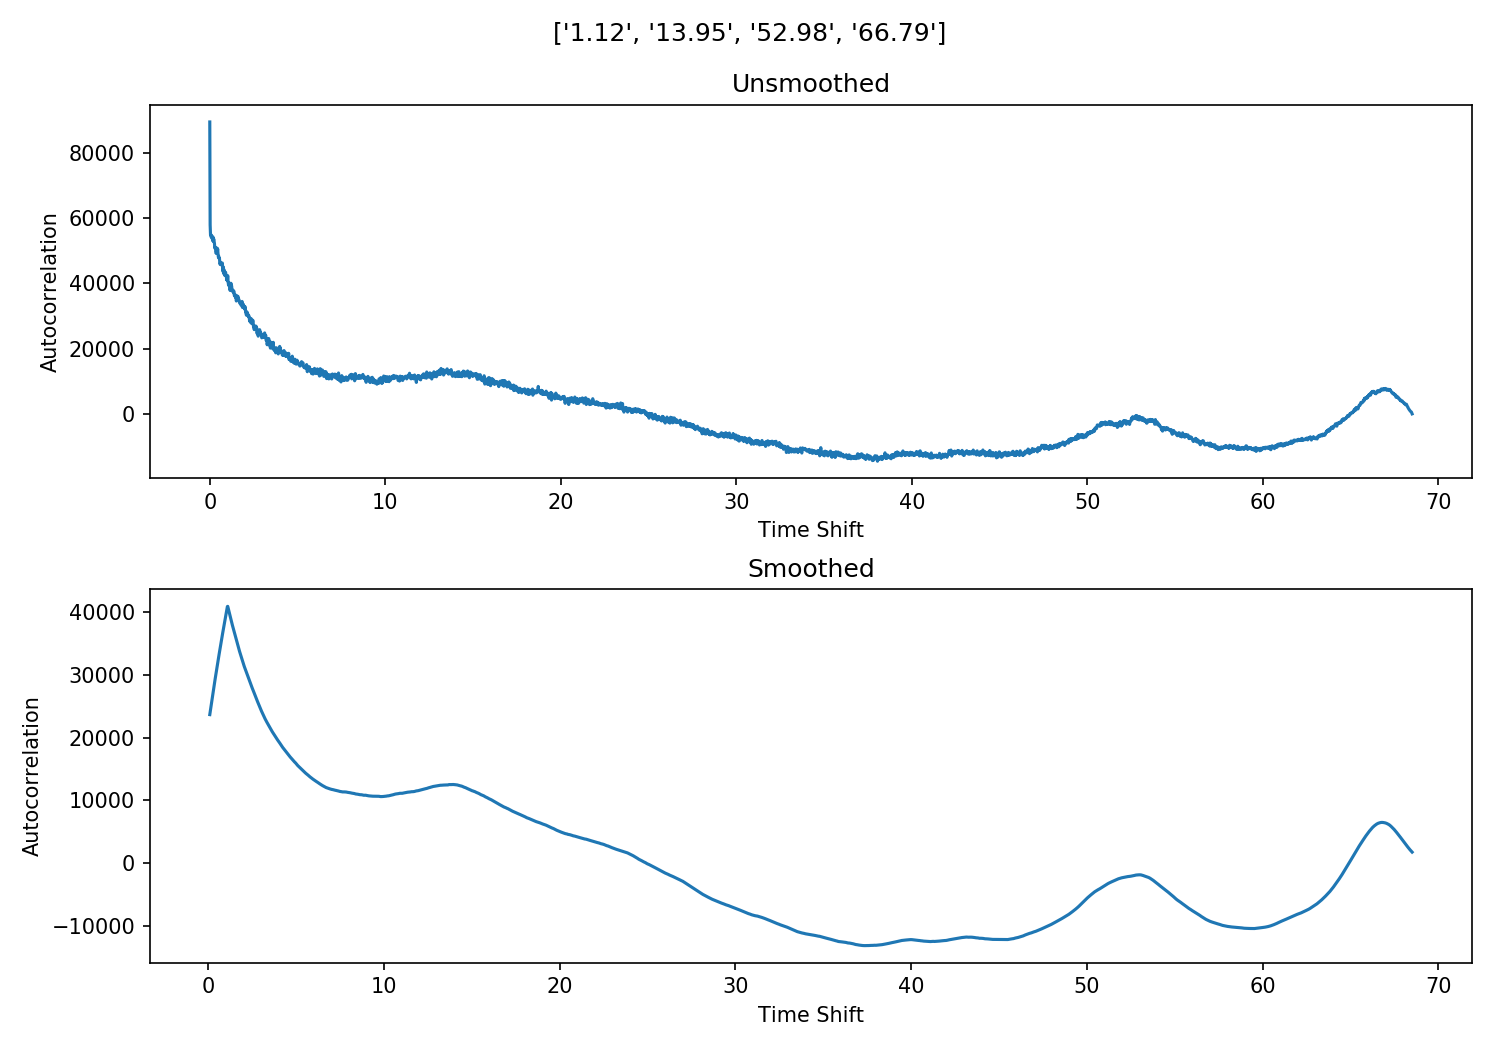 ['1.12', '13.95', '52.98', '66.79']
Unsmoothed
Autocorrelation
80000
60000
40000
20000
0
0 10 20 30 40 50 60 70
Time Shift
Smoothed
Autocorrelation
40000
30000
20000
10000
0
−10000
0 10 20 30 40 50 60 70
Time Shift